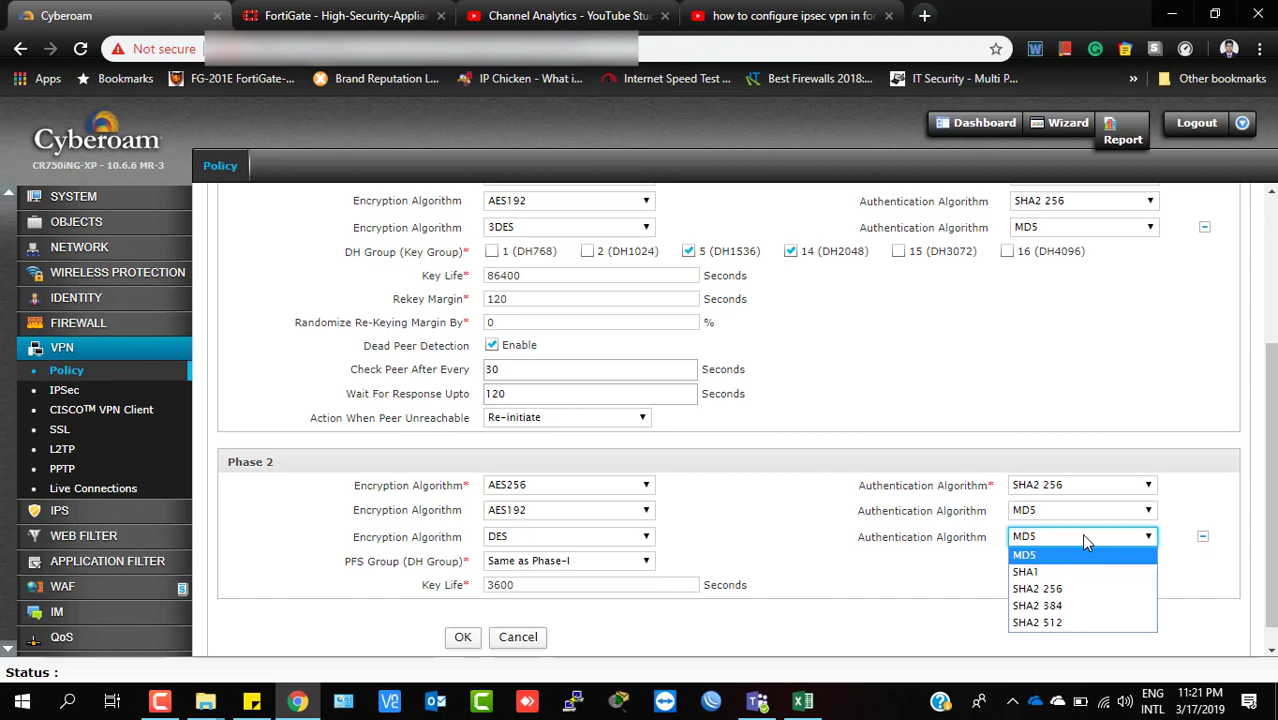 Cyberoam
FortiGate - High-Security-Applian
Channel Analytics - YouTube Stud
how to configure ipsec vpn in for
Not secure
Apps
Bookmarks
FG-201E FortiGate-...
Brand Reputation L...
IP Chicken - What i...
Internet Speed Test ...
Best Firewalls 2018:...
IT Security - Multi P...
»
Other bookmarks
Cyberoam
CR750iNG-XP - 10.6.6 MR-3
Dashboard
Wizard
Report
Logout
Policy
SYSTEM
OBJECTS
NETWORK
WIRELESS PROTECTION
IDENTITY
FIREWALL
VPN
Policy
IPSec
CISCO™ VPN Client
SSL
L2TP
PPTP
Live Connections
IPS
WEB FILTER
APPLICATION FILTER
WAF
IM
QoS
Encryption Algorithm AES192 Authentication Algorithm SHA2 256
Encryption Algorithm 3DES Authentication Algorithm MD5
DH Group (Key Group)* 1 (DH768) 2 (DH1024) 5 (DH1536) 14 (DH2048) 15 (DH3072) 16 (DH4096)
Key Life* 86400 Seconds
Rekey Margin* 120 Seconds
Randomize Re-Keying Margin By* 0 %
Dead Peer Detection Enable
Check Peer After Every 30 Seconds
Wait For Response Upto 120 Seconds
Action When Peer Unreachable Re-initiate
Phase 2
Encryption Algorithm* AES256 Authentication Algorithm* SHA2 256
Encryption Algorithm AES192 Authentication Algorithm MD5
Encryption Algorithm DES Authentication Algorithm MD5
MD5
SHA1
SHA2 256
SHA2 384
SHA2 512
PFS Group (DH Group)* Same as Phase-I
Key Life* 3600 Seconds
OK Cancel
Status :
ENG
INTL
11:21 PM
3/17/2019